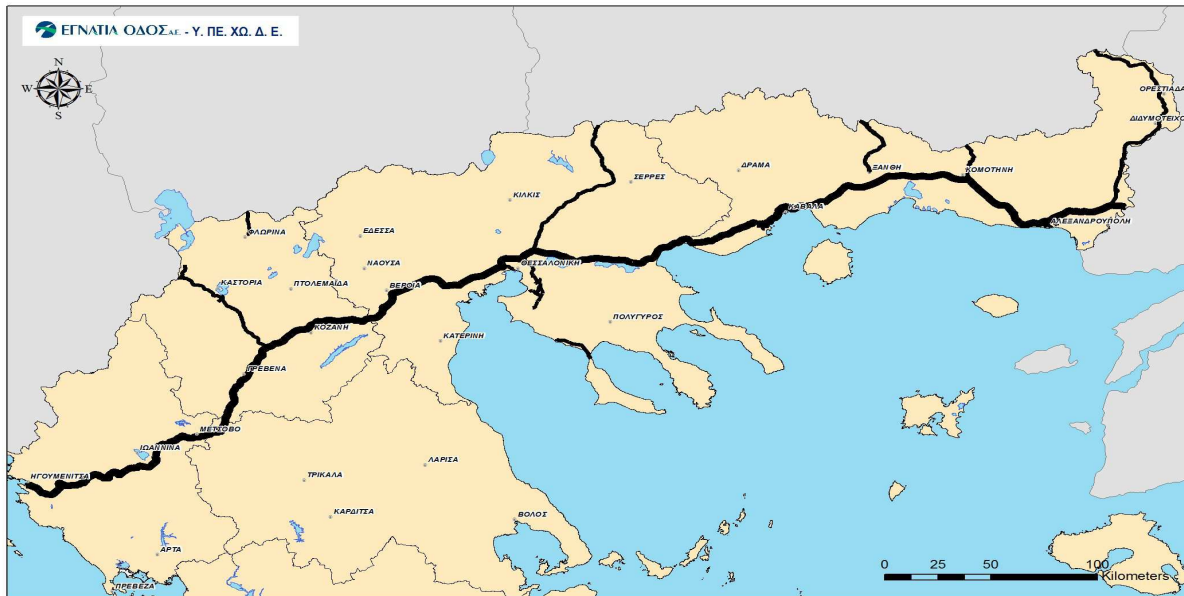 ΕΓΝΑΤΙΑ ΟΔΟΣ Α.Ε. - Υ. ΠΕ. ΧΩ. Δ. Ε.
N
W E
S
ΟΡΕΣΤΙΑΔΑ
ΔΙΔΥΜΟΤΕΙΧΟ
ΔΡΑΜΑ
ΞΑΝΘΗ
ΚΟΜΟΤΗΝΗ
ΣΕΡΡΕΣ
ΚΙΛΚΙΣ
ΚΑΒΑΛΑ
ΑΛΕΞΑΝΔΡΟΥΠΟΛΗ
ΦΛΩΡΙΝΑ
ΕΔΕΣΣΑ
ΝΑΟΥΣΑ
ΘΕΣΣΑΛΟΝΙΚΗ
ΚΑΣΤΟΡΙΑ
ΠΤΟΛΕΜΑΪΔΑ
ΒΕΡΟΙΑ
ΠΟΛΥΓΥΡΟΣ
ΚΟΖΑΝΗ
ΚΑΤΕΡΙΝΗ
ΓΡΕΒΕΝΑ
ΜΕΤΣΟΒΟ
ΙΩΑΝΝΙΝΑ
ΗΓΟΥΜΕΝΙΤΣΑ
ΛΑΡΙΣΑ
ΤΡΙΚΑΛΑ
ΚΑΡΔΙΤΣΑ
ΒΟΛΟΣ
ΑΡΤΑ
ΠΡΕΒΕΖΑ
0 25 50 100
Kilometers